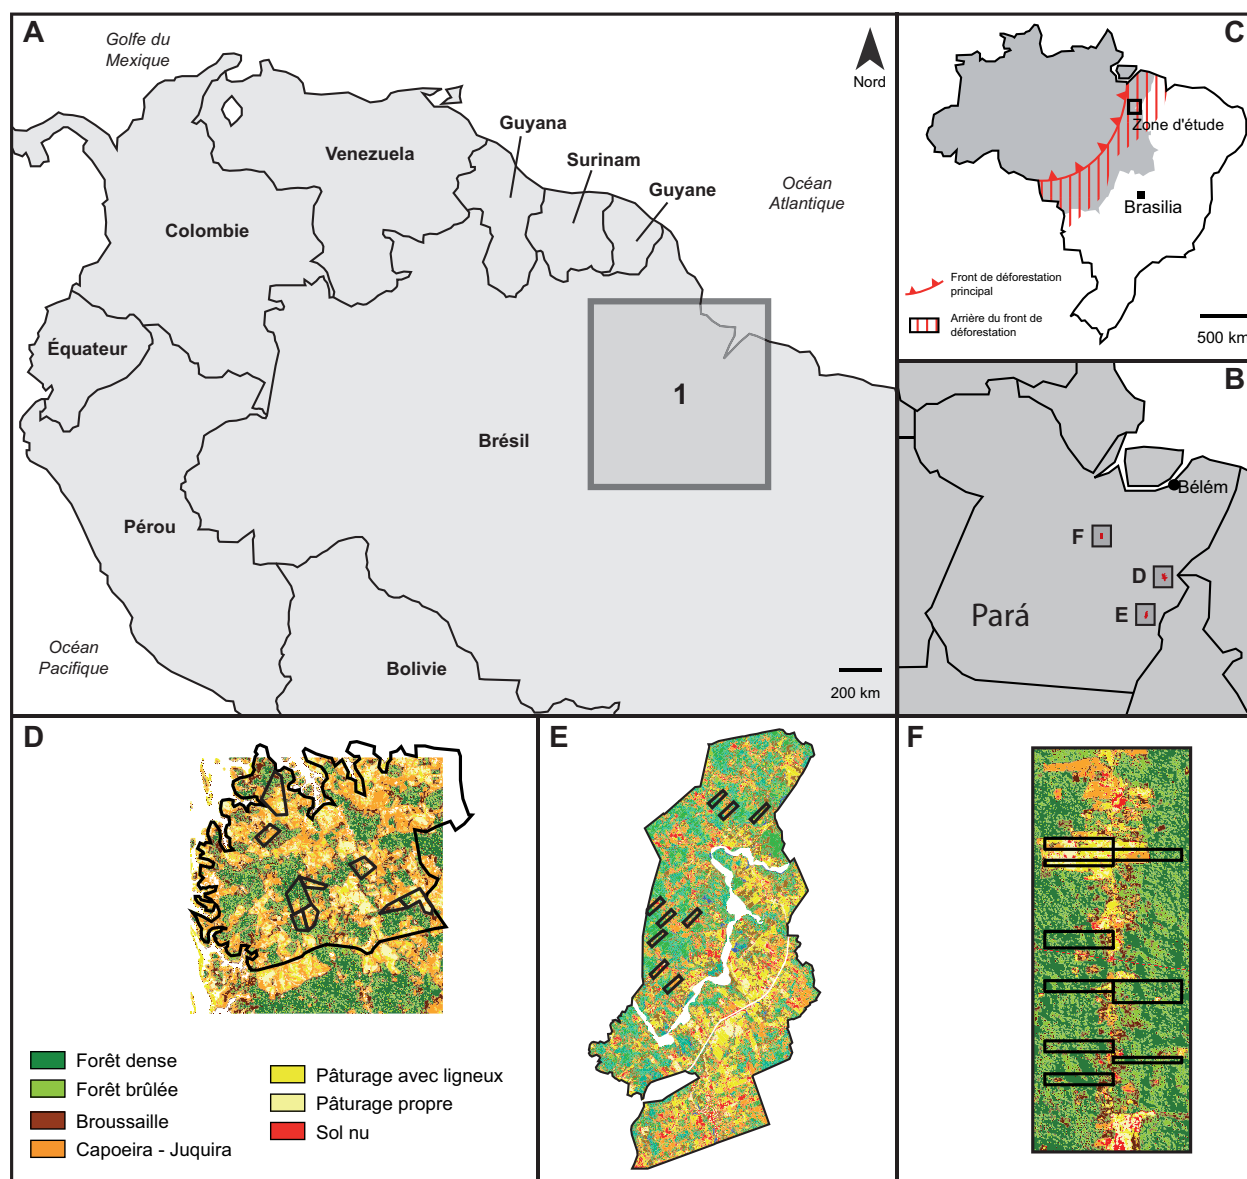 A
Golfe du
Mexique
Nord
Guyana
Venezuela
Surinam
Guyane
Océan
Atlantique
Colombie
Équateur
1
Brésil
Pérou
Océan
Pacifique
Bolivie
200 km
C
Zone d'étude
Brasilia
Front de déforestation
principal
Arrière du front de
déforestation
500 km
B
Bélém
F
D
E
Pará
D
Forêt dense
Forêt brûlée
Broussaille
Capoeira - Juquira
Pâturage avec ligneux
Pâturage propre
Sol nu
E
F